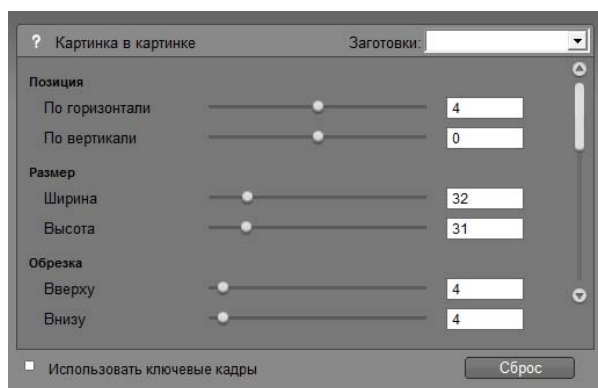 ? Картинка в картинке Заготовки:
Позиция
По горизонтали 4
По вертикали 0
Размер
Ширина 32
Высота 31
Обрезка
Вверху 4
Внизу 4
Использовать ключевые кадры Сброс